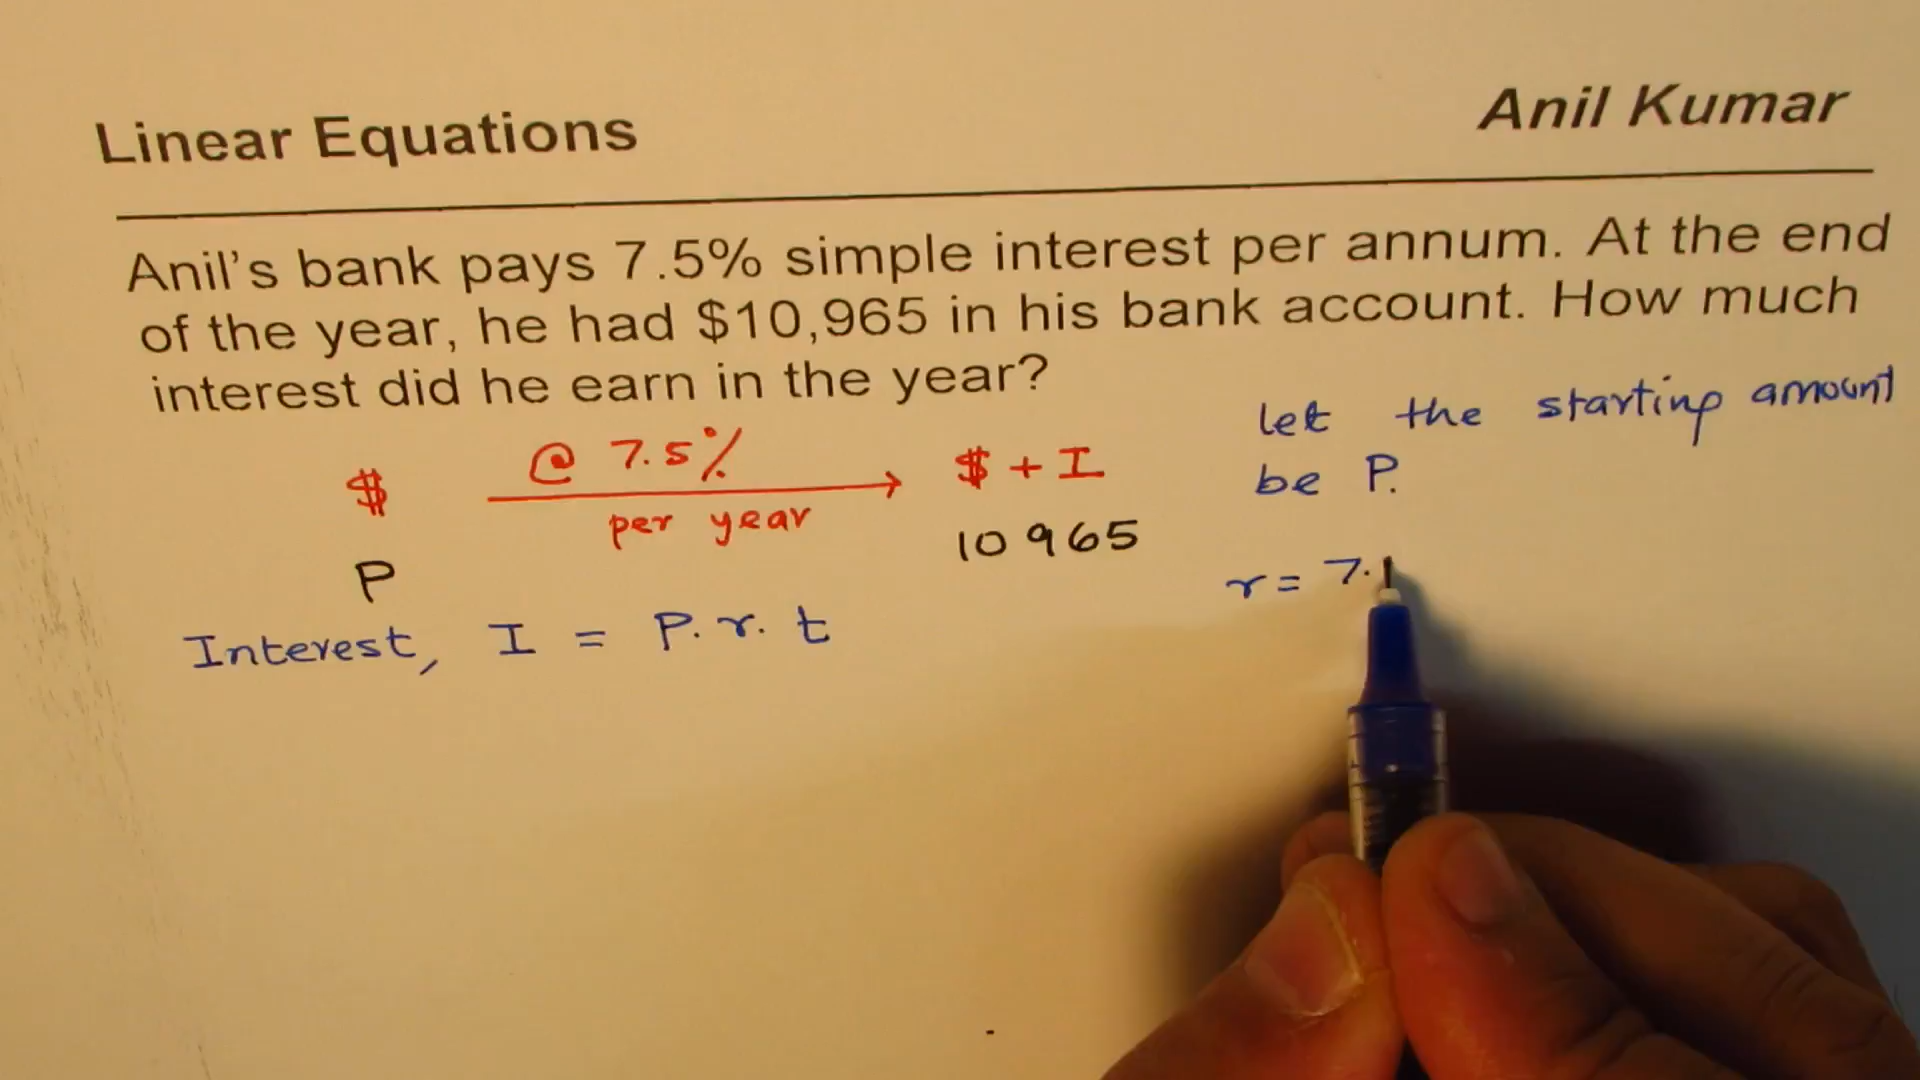 Linear Equations
Anil Kumar
Anil's bank pays 7.5% simple interest per annum. At the end
of the year, he had $10,965 in his bank account. How much
interest did he earn in the year?
let the starting amount
be P.
$ @ 7.5% $ + I
per year
P 10 965
r = 7.
Interest, I = P. r. t